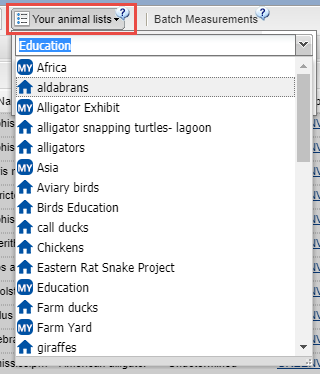 Your animal lists ? Batch Measurements ?
Education
MY Africa
aldabrans
MY Alligator Exhibit
alligator snapping turtles- lagoon
alligators
MY Asia
Aviary birds
Birds Education
call ducks
Chickens
Eastern Rat Snake Project
MY Education
Farm ducks
MY Farm Yard
giraffes